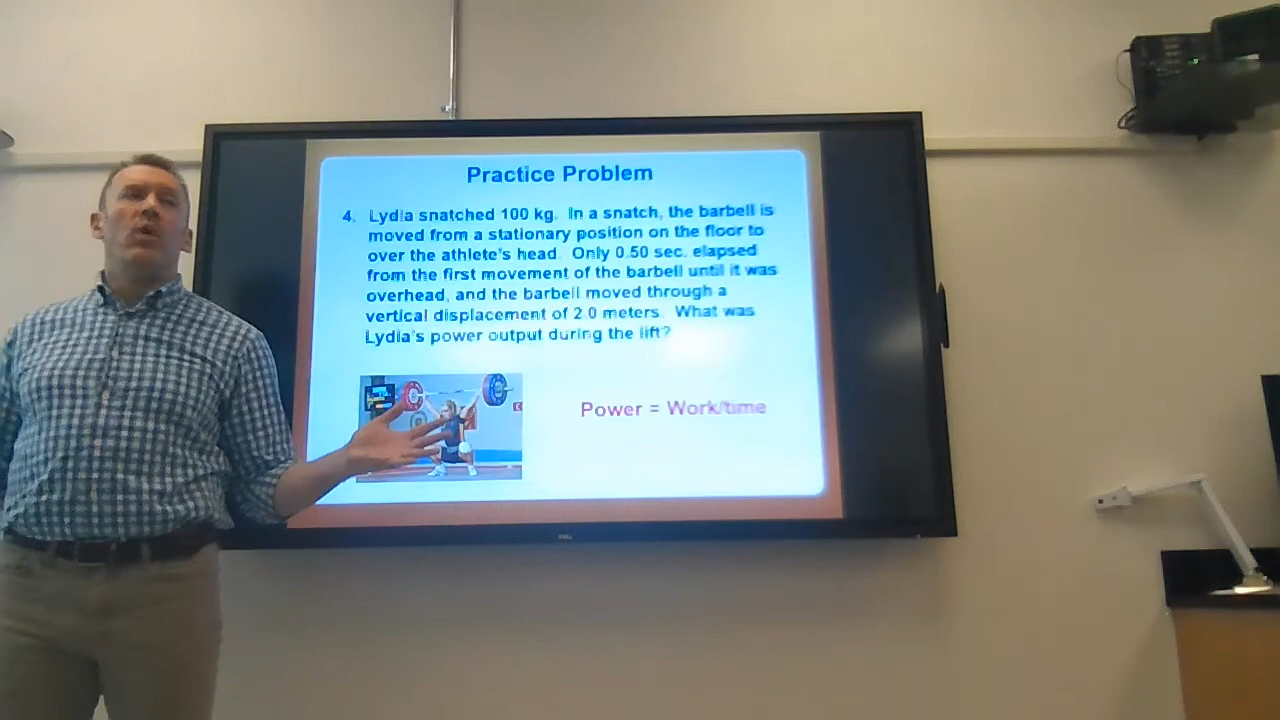 Practice Problem
4. Lydia snatched 100 kg. In a snatch, the barbell is
moved from a stationary position on the floor to
over the athlete's head. Only 0.50 sec. elapsed
from the first movement of the barbell until it was
overhead, and the barbell moved through a
vertical displacement of 2.0 meters. What was
Lydia's power output during the lift?
Power = Work/time
DELL